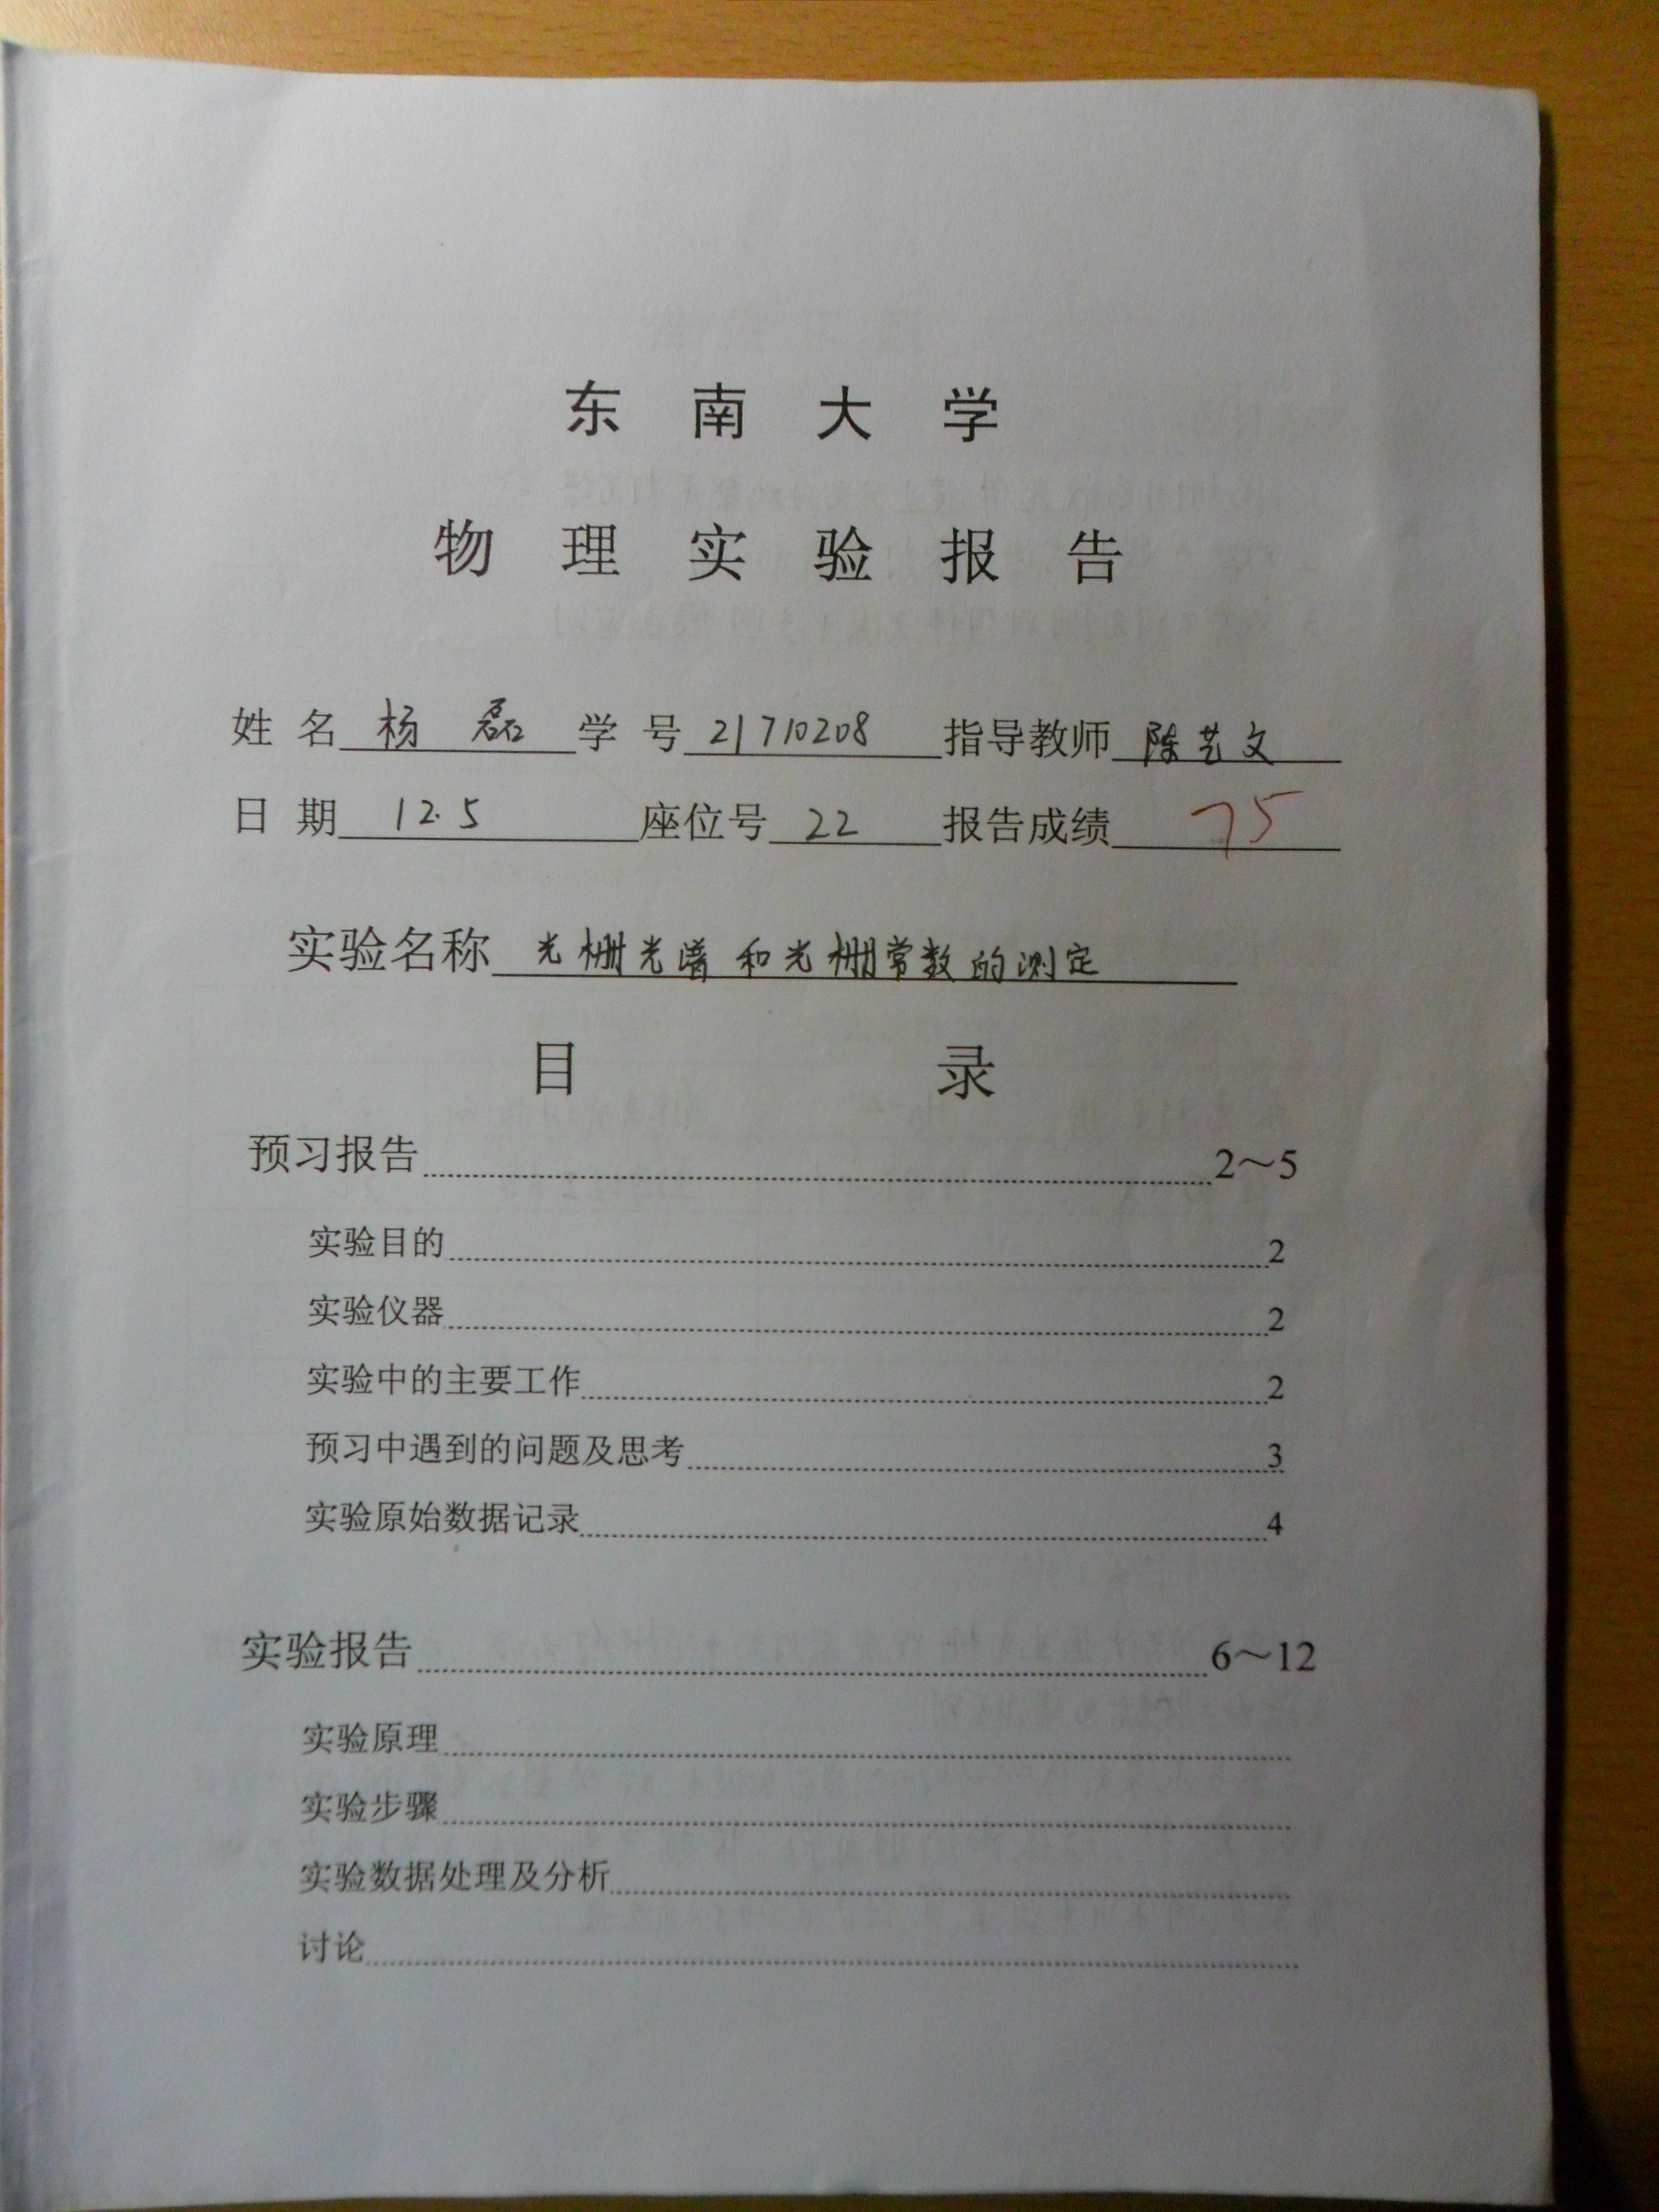 东 南 大 学
物 理 实 验 报 告
姓 名 杨 磊 学 号 21710208 指导教师 陈艺文
日 期 12.5 座位号 22 报告成绩 75
实验名称 光栅光谱和光栅常数的测定
目 录
预习报告 2～5
实验目的 2
实验仪器 2
实验中的主要工作 2
预习中遇到的问题及思考 3
实验原始数据记录 4
实验报告 6～12
实验原理
实验步骤
实验数据处理及分析
讨论